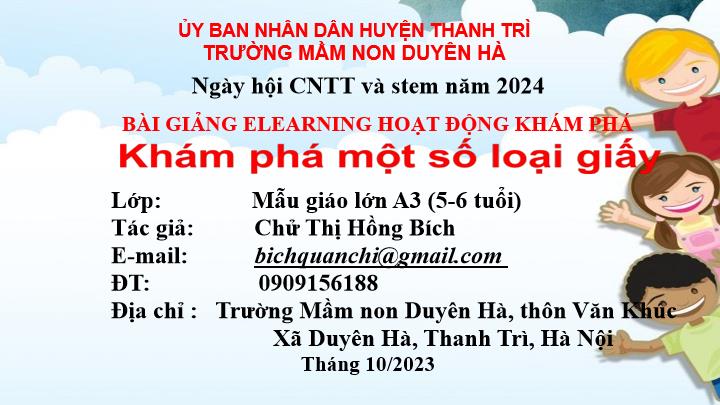 ỦY BAN NHÂN DÂN HUYỆN THANH TRÌ
TRƯỜNG MẦM NON DUYÊN HÀ
Ngày hội CNTT và stem năm 2024
BÀI GIẢNG ELEARNING HOẠT ĐỘNG KHÁM PHÁ
Khám phá một số loại giấy
Lớp: Mẫu giáo lớn A3 (5-6 tuổi)
Tác giả: Chử Thị Hồng Bích
E-mail: bichquanchi@gmail.com
ĐT: 0909156188
Địa chỉ : Trường Mầm non Duyên Hà, thôn Văn Khúc
Xã Duyên Hà, Thanh Trì, Hà Nội
Tháng 10/2023